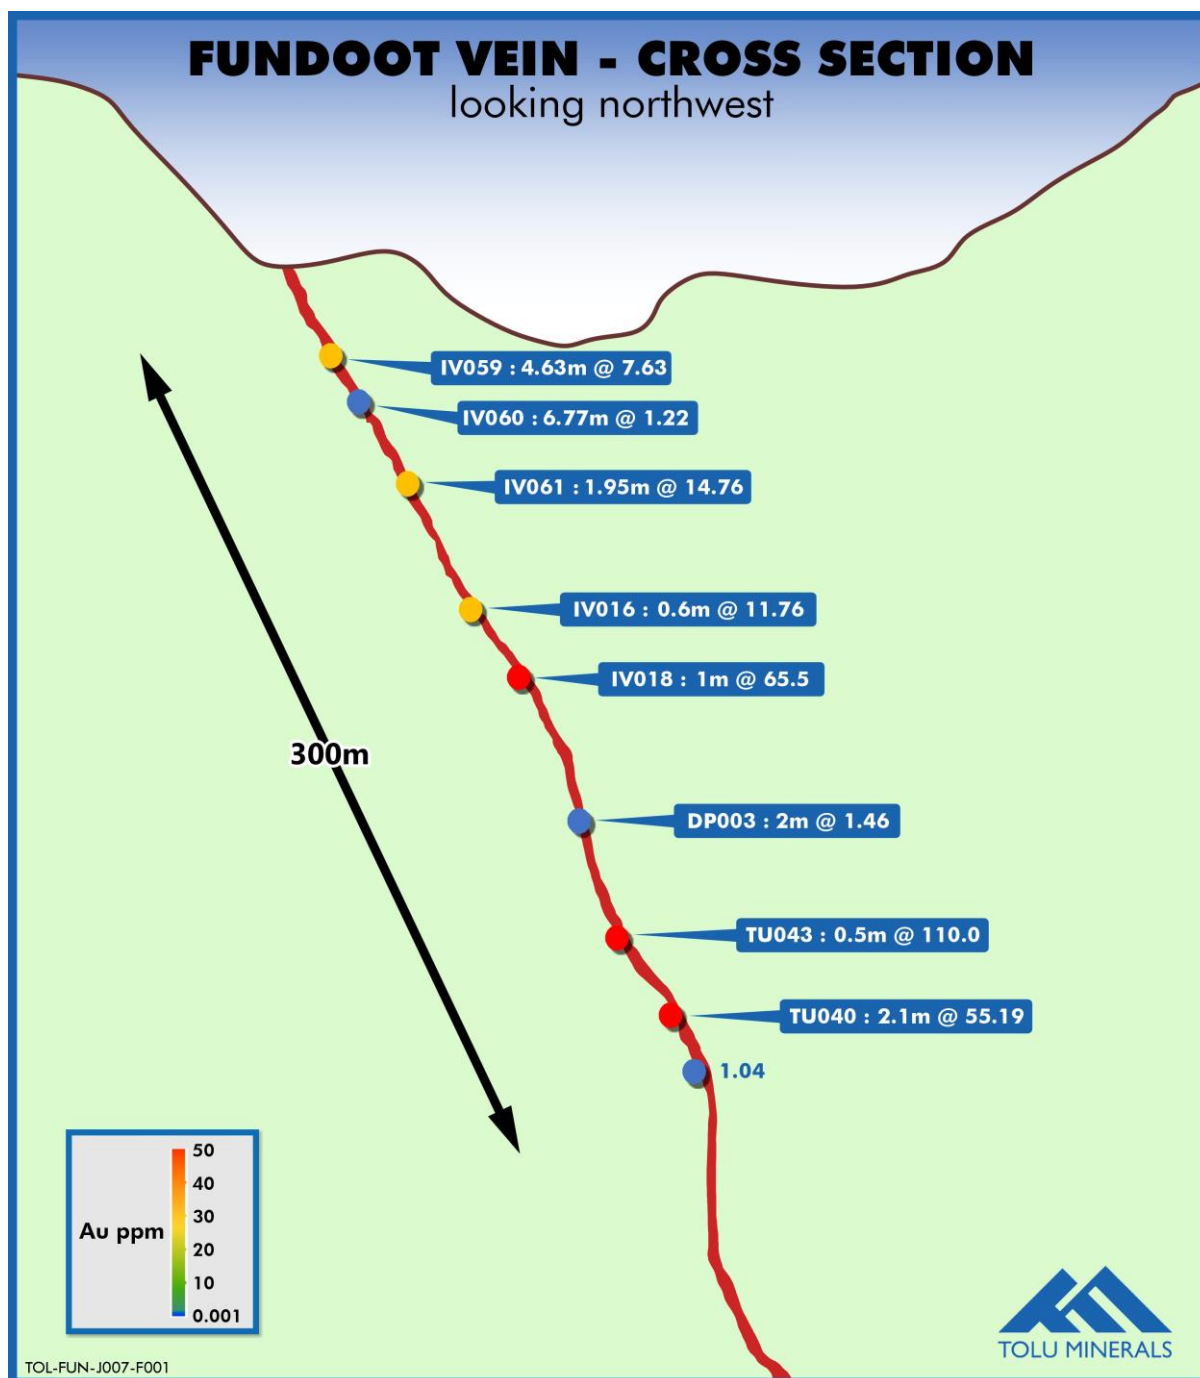 FUNDOOT VEIN - CROSS SECTION
looking northwest
IV059 : 4.63m @ 7.63
IV060 : 6.77m @ 1.22
IV061 : 1.95m @ 14.76
IV016 : 0.6m @ 11.76
IV018 : 1m @ 65.5
300m
DP003 : 2m @ 1.46
TU043 : 0.5m @ 110.0
TU040 : 2.1m @ 55.19
1.04
Au ppm
50
40
30
20
10
0.001
TOLU MINERALS
TOL-FUN-J007-F001